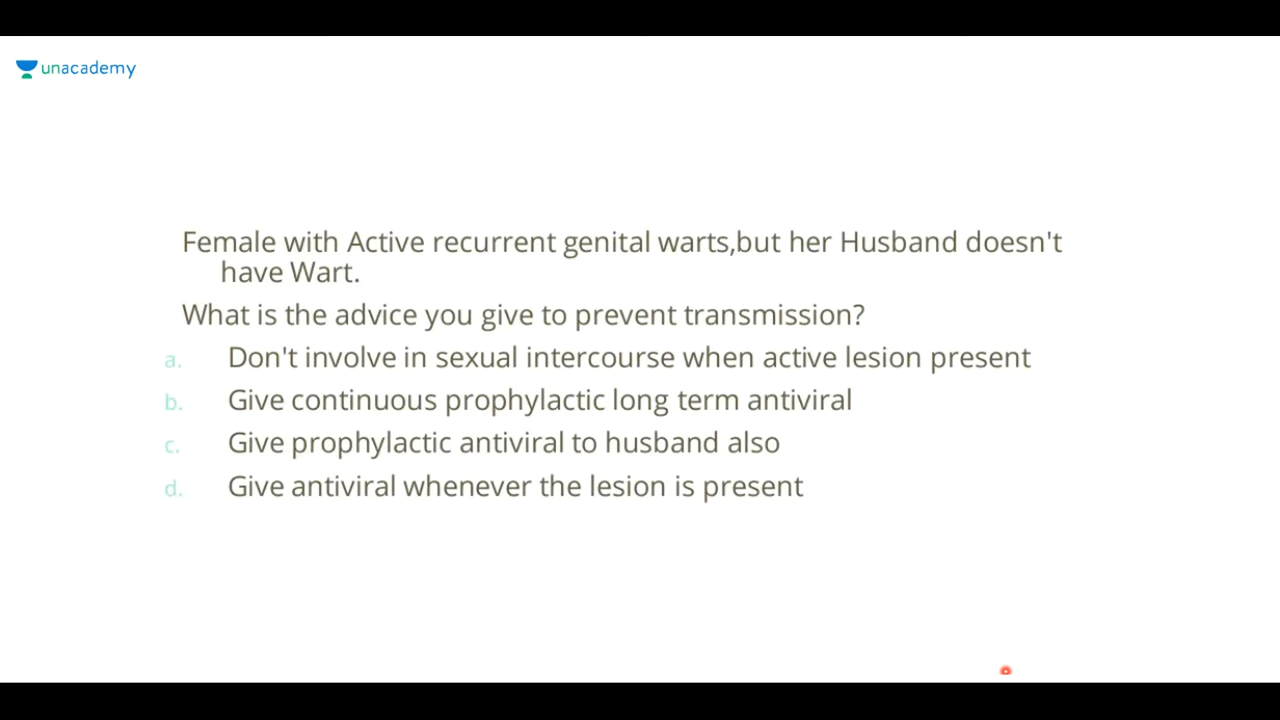 unacademy
Female with Active recurrent genital warts,but her Husband doesn't
have Wart.
What is the advice you give to prevent transmission?
a. Don't involve in sexual intercourse when active lesion present
b. Give continuous prophylactic long term antiviral
c. Give prophylactic antiviral to husband also
d. Give antiviral whenever the lesion is present